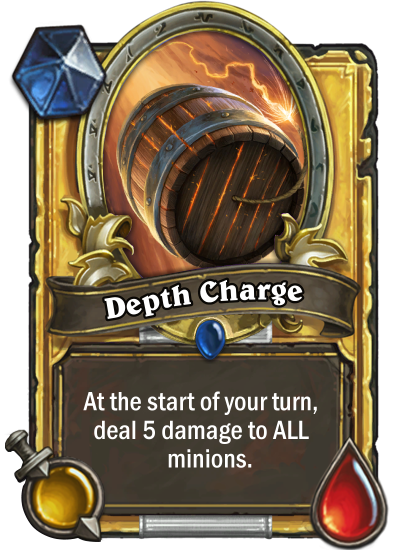 Depth Charge
At the start of your turn,
deal 5 damage to ALL
minions.